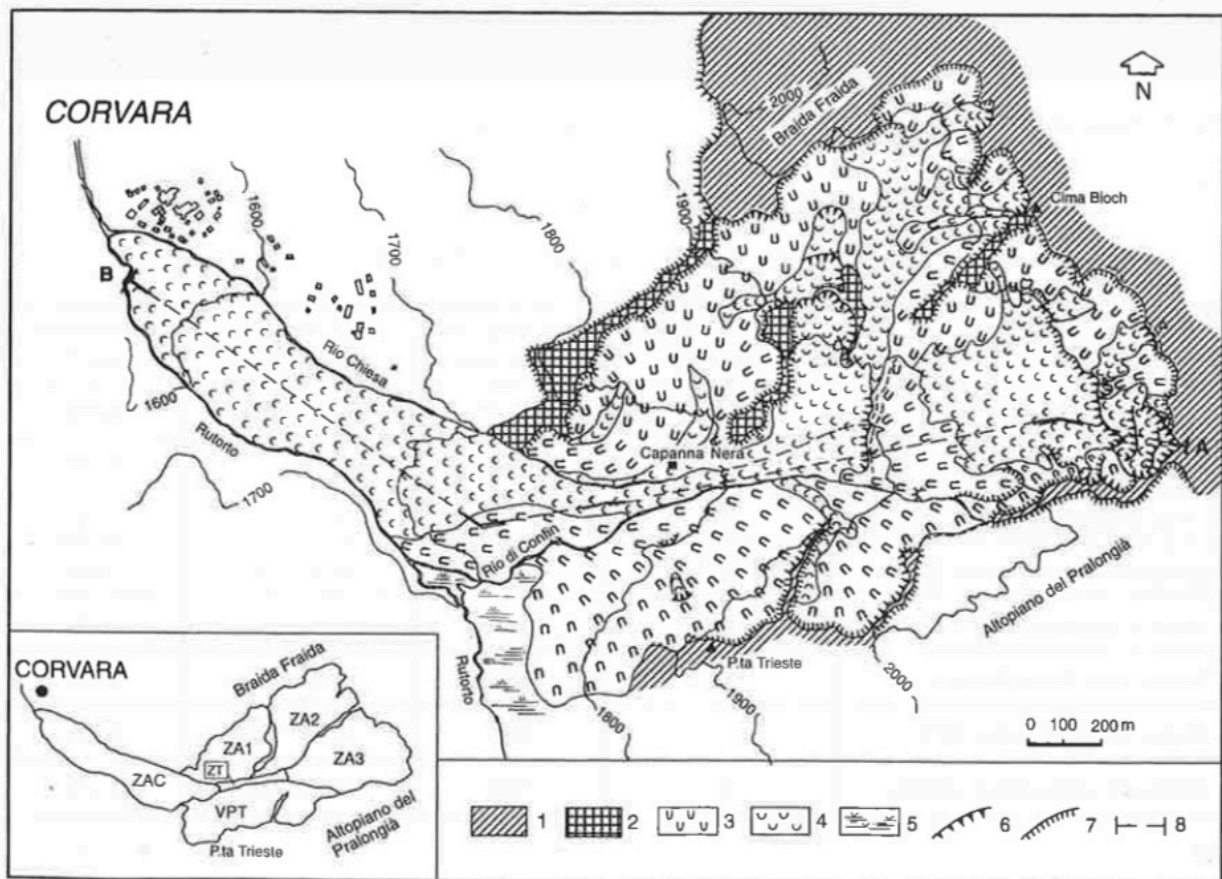 CORVARA
N
2000
Braida Fraida
Cima Bloch
1600
1700
1800
1900
B
Rio Chiesa
1600
Rutorto
1700
Capanna Nera
A
Rio di Confin
Altopiano del Pralongià
Rutorto
P.ta Trieste
1800
1900
2000
0 100 200 m
CORVARA
Braida Fraida
ZA2
ZA1
ZT
ZA3
ZAC
VPT
P.ta Trieste
Altopiano del
Pralongià
1 2 3 4 5 6 7 8